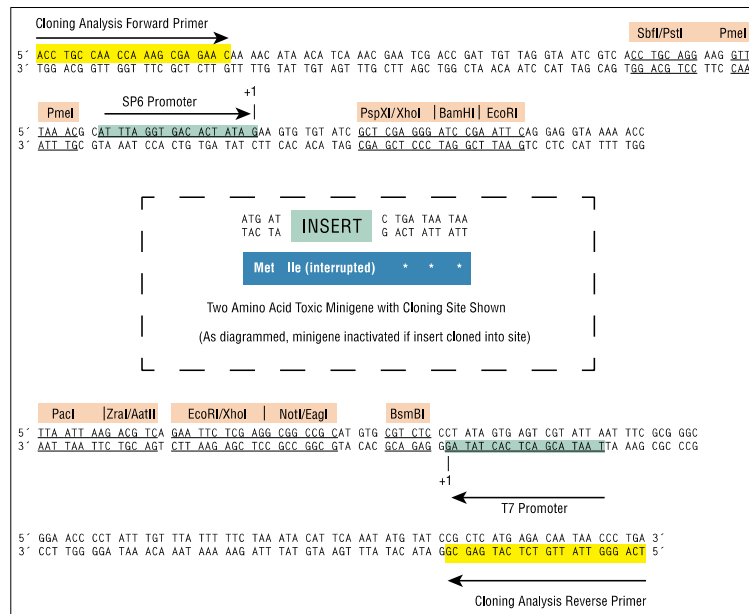 Cloning Analysis Forward Primer
SbfI/PstI PmeI
5´ ACC TGC CAA CCA AAG CGA GAA CAA AAC ATA ACA TCA AAC GAA TCG ACC GAT TGT TAG GTA ATC GTC ACC TGC AGG AAG GTT
3´ TGG ACG GTT GGT TTC GCT CTT GTT TTG TAT TGT AGT TTG CTT AGC TGG CTA ACA ATC CAT TAG CAG TGG ACG TCC TTC CAA
PmeI SP6 Promoter +1 PspXI/XhoI | BamHI | EcoRI
5´ TAA ACG CAT TTA GGT GAC ACT ATA GAA GTG TGT ATC GCT CGA GGG ATC CGA ATT CAG GAG GTA AAA ACC
3´ ATT TGC GTA AAT CCA CTG TGA TAT CTT CAC ACA TAG CGA GCT CCC TAG GCT TAA GTC CTC CAT TTT TGG
ATG AT INSERT C TGA TAA TAA
TAC TA G ACT ATT ATT
Met Ile (interrupted) * * *
Two Amino Acid Toxic Minigene with Cloning Site Shown
(As diagrammed, minigene inactivated if insert cloned into site)
PacI | ZraI/AatII EcoRI/XhoI | NotI/EagI BsmBI
5´ TTA ATT AAG ACG TCA GAA TTC TCG AGG CGG CCG CAT GTG CGT CTC CCT ATA GTG AGT CGT ATT AAT TTC GCG GGC
3´ AAT TAA TTC TGC AGT CTT AAG AGC TCC GCC GGC GTA CAC GCA GAG GGA TAT CAC TCA GCA TAA TTA AAG CGC CCG
+1
T7 Promoter
5´ GGA ACC CCT ATT TGT TTA TTT TTC TAA ATA CAT TCA AAT ATG TAT CCG CTC ATG AGA CAA TAA CCC TGA 3´
3´ CCT TGG GGA TAA ACA AAT AAA AAG ATT TAT GTA AGT TTA TAC ATA GGC GAG TAC TCT GTT ATT GGG ACT 5´
Cloning Analysis Reverse Primer